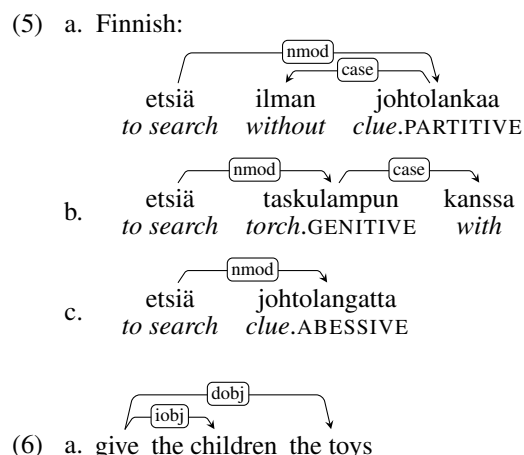 (5) a. Finnish:
nmod
case
etsiä ilman johtolankaa
to search without clue.PARTITIVE
nmod case
etsiä taskulampun kanssa
b. to search torch.GENITIVE with
nmod
etsiä johtolangatta
c. to search clue.ABESSIVE
dobj
iobj
(6) a. give the children the toys